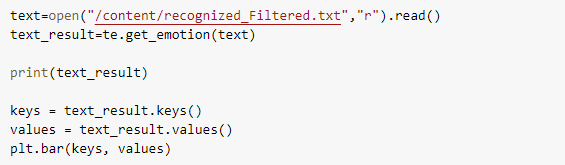 text=open("/content/recognized_Filtered.txt","r").read()
text_result=te.get_emotion(text)
print(text_result)
keys = text_result.keys()
values = text_result.values()
plt.bar(keys, values)